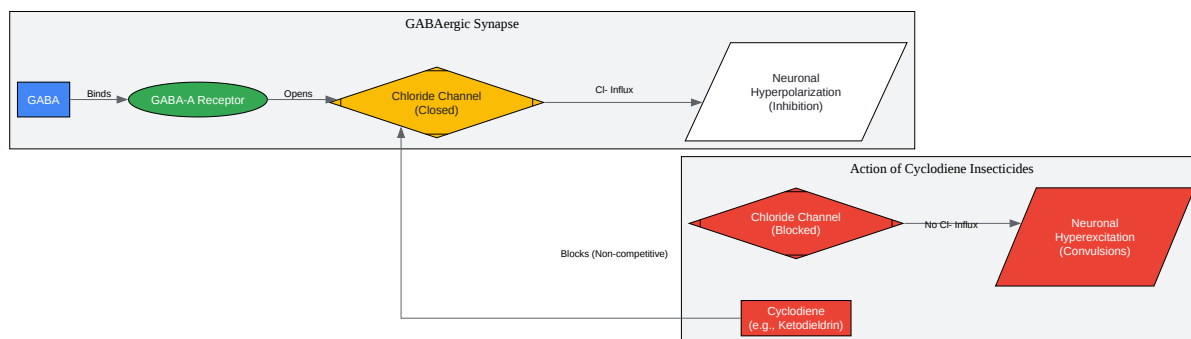 GABAergic Synapse
GABA
Binds
GABA-A Receptor
Opens
Chloride Channel
(Closed)
Cl- Influx
Neuronal
Hyperpolarization
(Inhibition)
Action of Cyclodiene Insecticides
Chloride Channel
(Blocked)
No Cl- Influx
Neuronal
Hyperexcitation
(Convulsions)
Blocks (Non-competitive)
Cyclodiene
(e.g., Ketodieldrin)